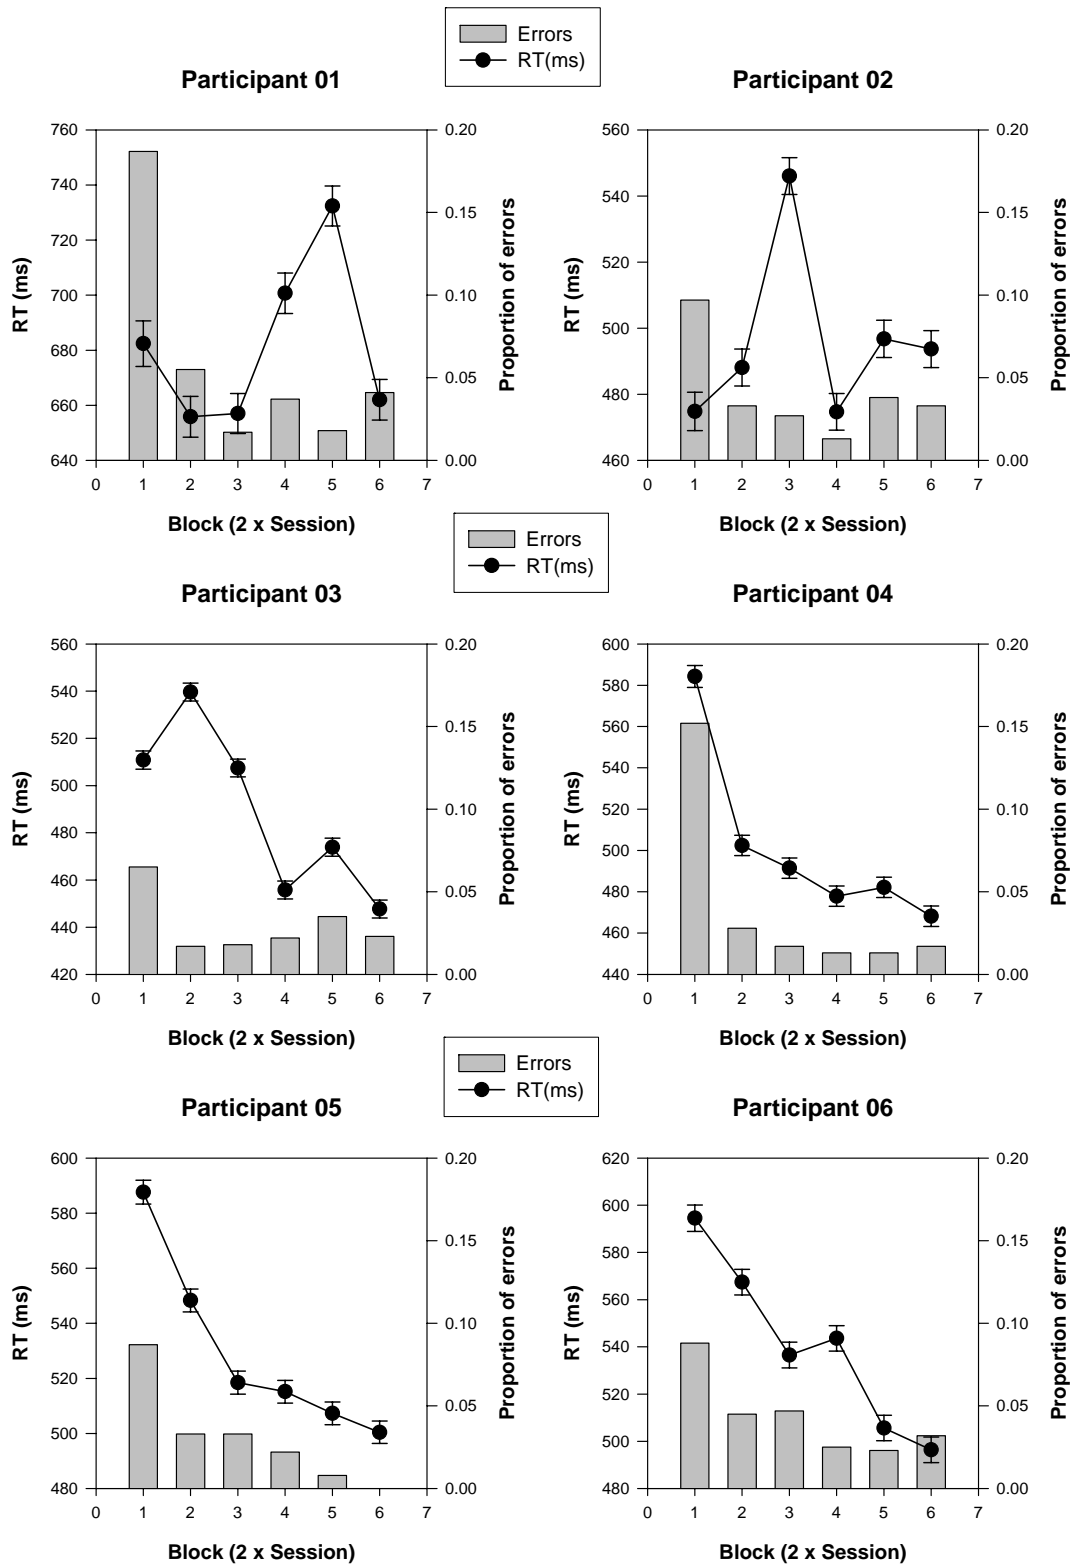 Errors
RT(ms)
Participant 01
Participant 02
760
740
720
700
680
660
640
RT (ms)
0.20
0.15
0.10
0.05
0.00
Proportion of errors
0 1 2 3 4 5 6 7
Block (2 x Session)
560
540
520
500
480
460
RT (ms)
0.20
0.15
0.10
0.05
0.00
Proportion of errors
0 1 2 3 4 5 6 7
Block (2 x Session)
Errors
RT(ms)
Participant 03
Participant 04
560
540
520
500
480
460
440
420
RT (ms)
0.20
0.15
0.10
0.05
0.00
Proportion of errors
0 1 2 3 4 5 6 7
Block (2 x Session)
600
580
560
540
520
500
480
460
440
RT (ms)
0.20
0.15
0.10
0.05
0.00
Proportion of errors
0 1 2 3 4 5 6 7
Block (2 x Session)
Errors
RT(ms)
Participant 05
Participant 06
600
580
560
540
520
500
480
RT (ms)
0.20
0.15
0.10
0.05
0.00
Proportion of errors
0 1 2 3 4 5 6 7
Block (2 x Session)
620
600
580
560
540
520
500
480
RT (ms)
0.20
0.15
0.10
0.05
0.00
Proportion of errors
0 1 2 3 4 5 6 7
Block (2 x Session)